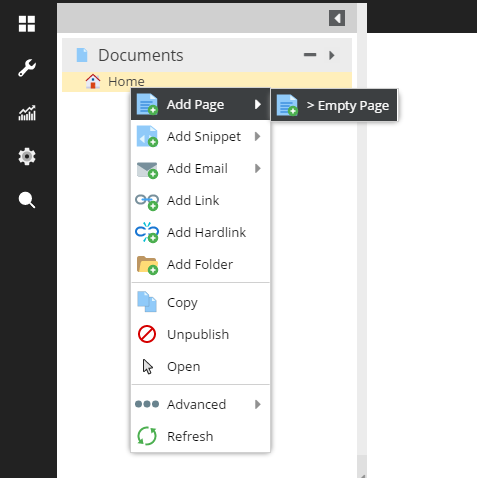 Documents
Home
Add Page
> Empty Page
Add Snippet
Add Email
Add Link
Add Hardlink
Add Folder
Copy
Unpublish
Open
Advanced
Refresh